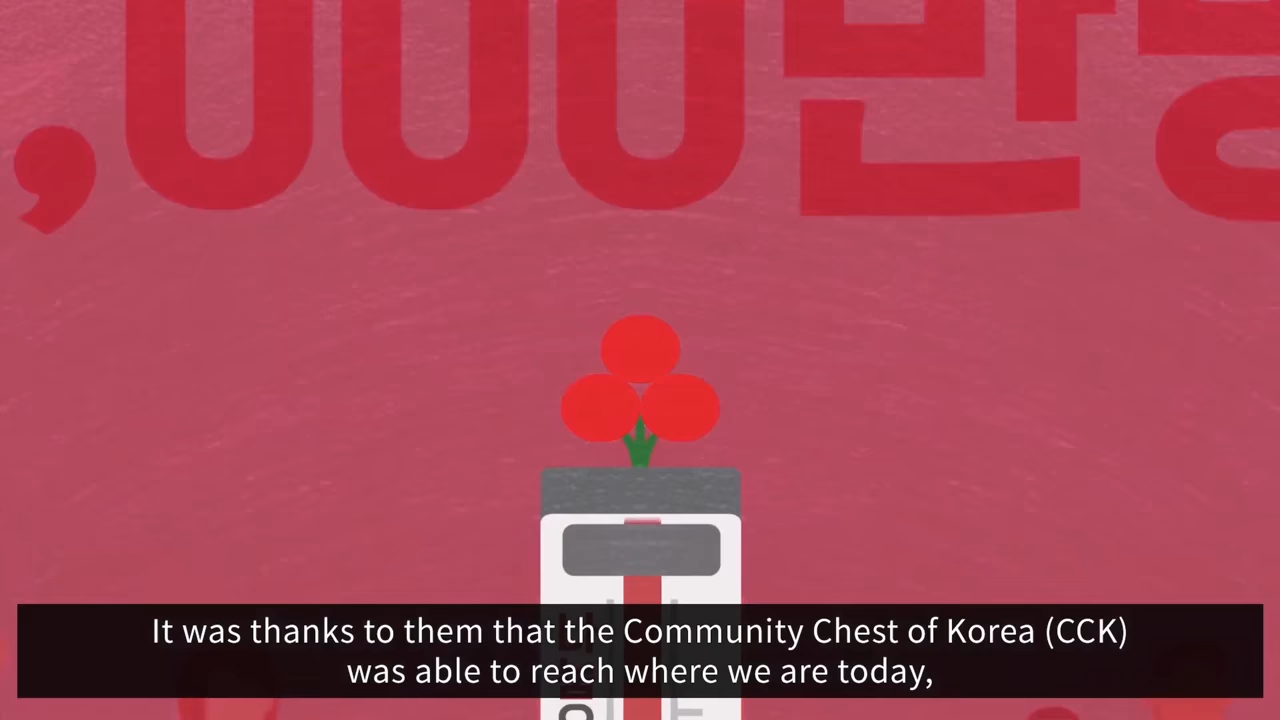 ,000만명
It was thanks to them that the Community Chest of Korea (CCK)
was able to reach where we are today,